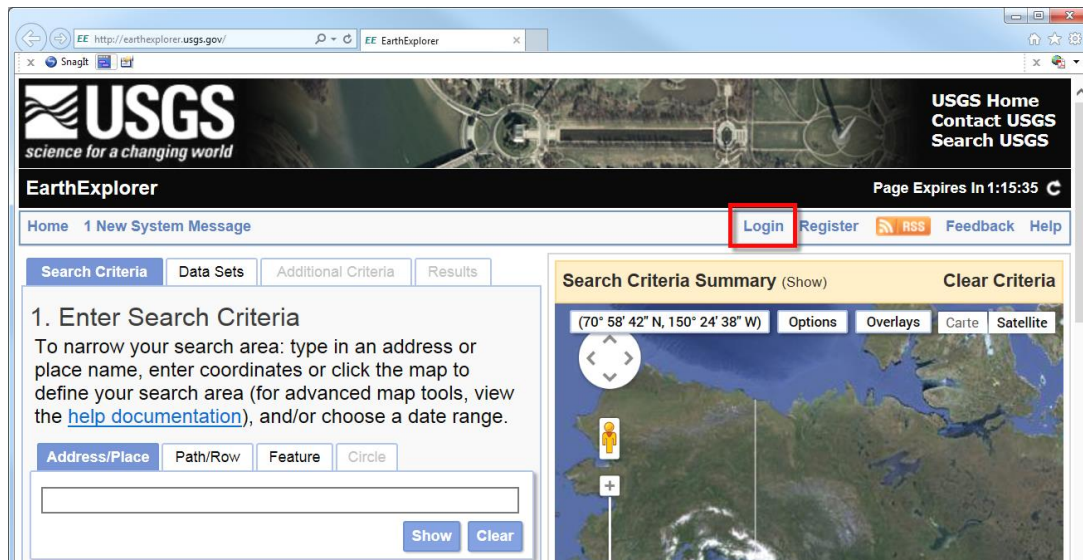 EE http://earthexplorer.usgs.gov/
EE EarthExplorer
x SnagIt
USGS
science for a changing world
USGS Home
Contact USGS
Search USGS
EarthExplorer
Page Expires In 1:15:35
Home 1 New System Message Login Register RSS Feedback Help
Search Criteria Data Sets Additional Criteria Results
1. Enter Search Criteria
To narrow your search area: type in an address or
place name, enter coordinates or click the map to
define your search area (for advanced map tools, view
the help documentation), and/or choose a date range.
Address/Place Path/Row Feature Circle
Show Clear
Search Criteria Summary (Show) Clear Criteria
(70° 58' 42" N, 150° 24' 38" W) Options Overlays Carte Satellite